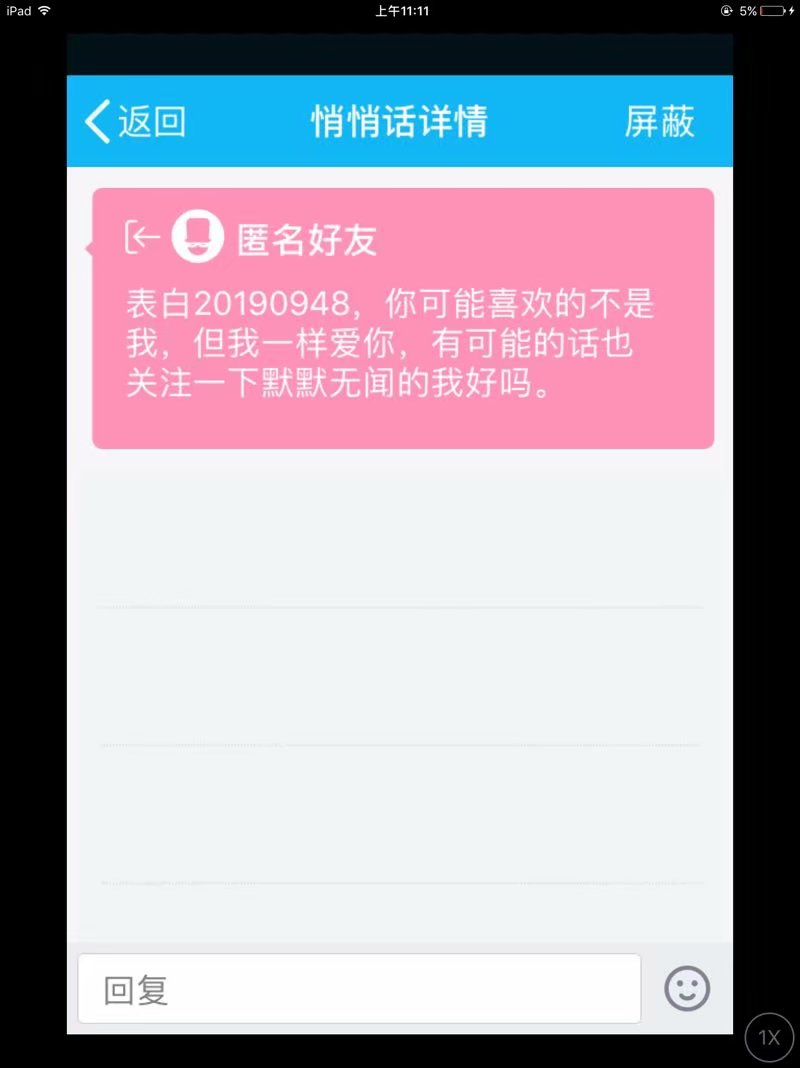 iPad 上午11:11 5%
返回 悄悄话详情 屏蔽
匿名好友
表白20190948，你可能喜欢的不是
我，但我一样爱你，有可能的话也
关注一下默默无闻的我好吗。
回复
1X